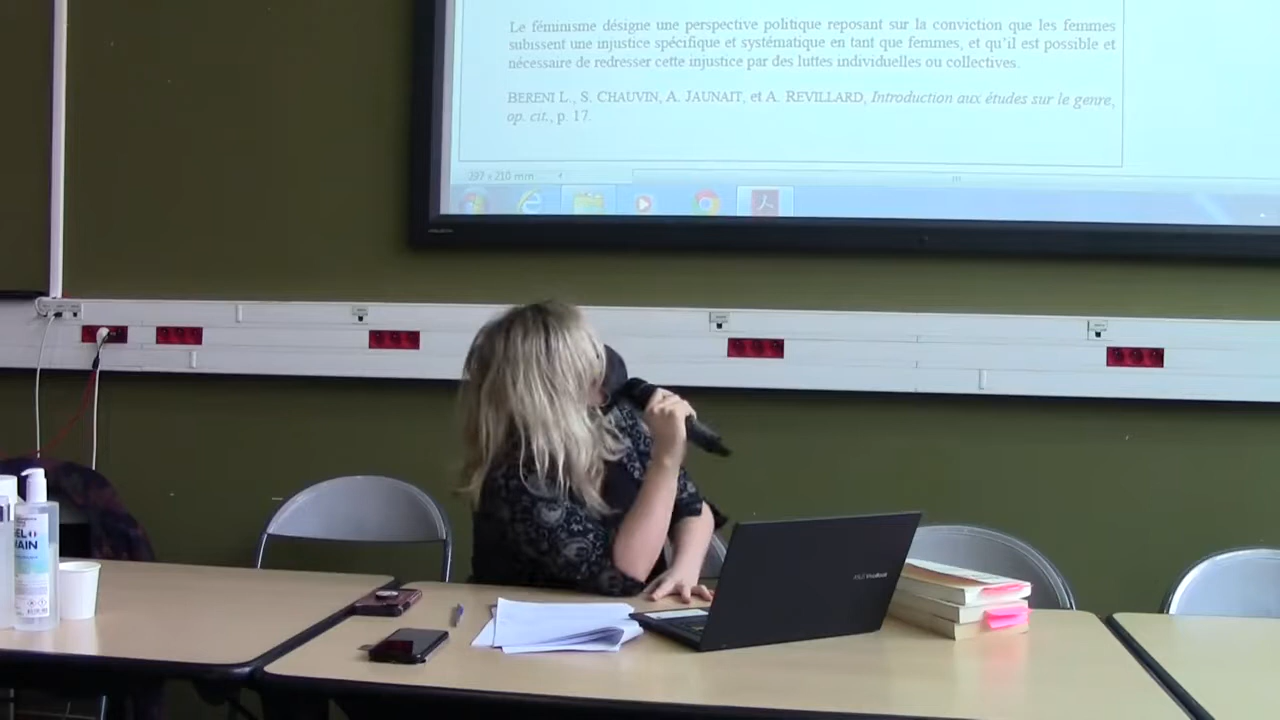 Le féminisme désigne une perspective politique reposant sur la conviction que les femmes
subissent une injustice spécifique et systématique en tant que femmes, et qu'il est possible et
nécessaire de redresser cette injustice par des luttes individuelles ou collectives.
BERENI L., S. CHAUVIN, A. JAUNAIT, et A. REVILLARD, Introduction aux études sur le genre,
op. cit., p. 17.
297 x 210 mm